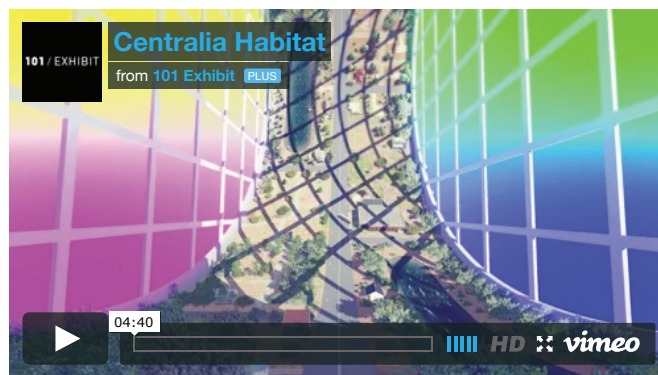 Centralia Habitat
101 / EXHIBIT
from 101 Exhibit PLUS
04:40
HD
vimeo